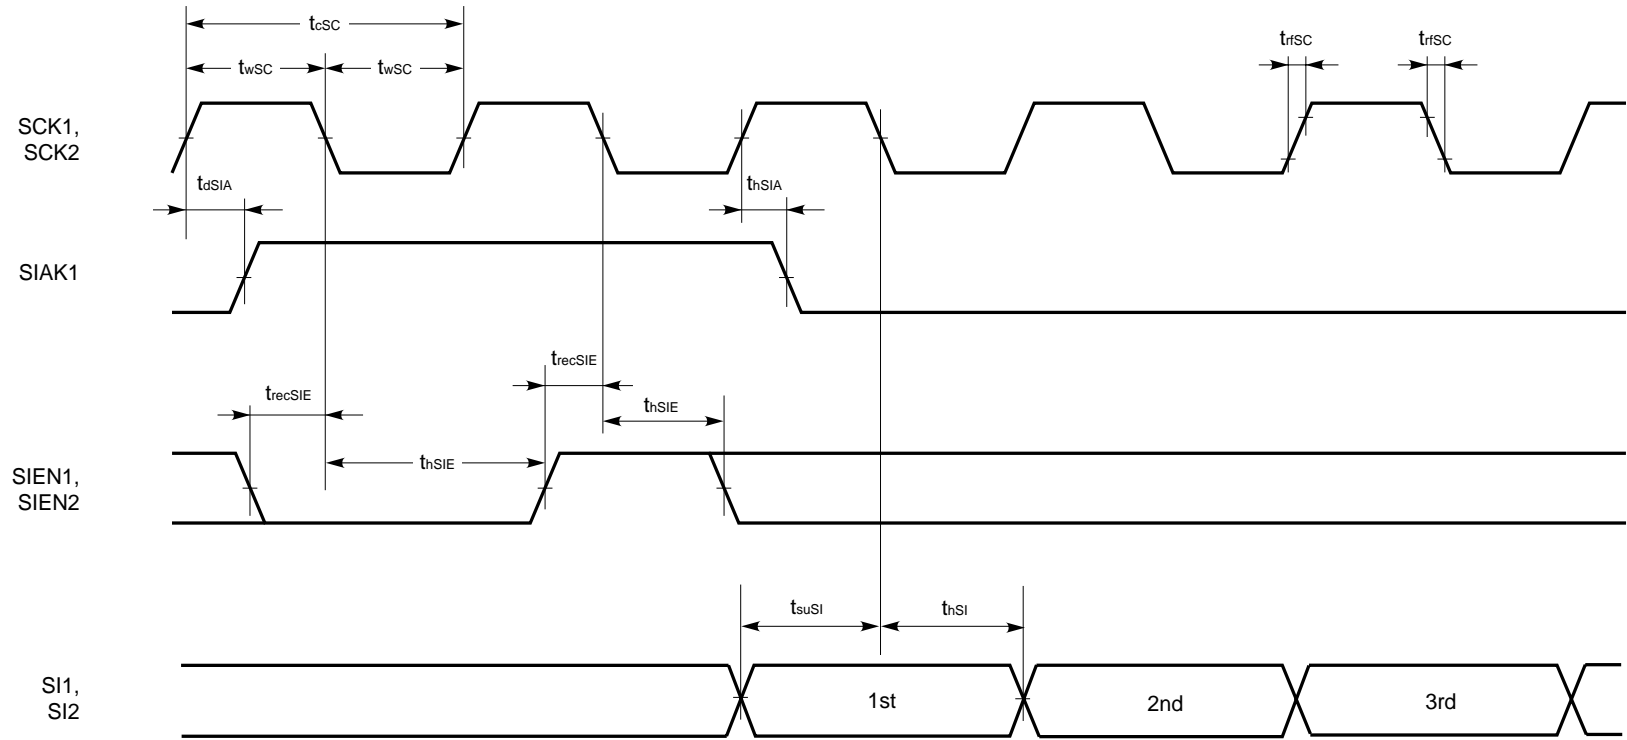 tcSC
twSC
twSC
trfSC
trfSC
SCK1,
SCK2
tdSIA
thSIA
SIAK1
trecSIE
trecSIE
thSIE
thSIE
SIEN1,
SIEN2
tsuSI
thSI
SI1,
SI2
1st
2nd
3rd